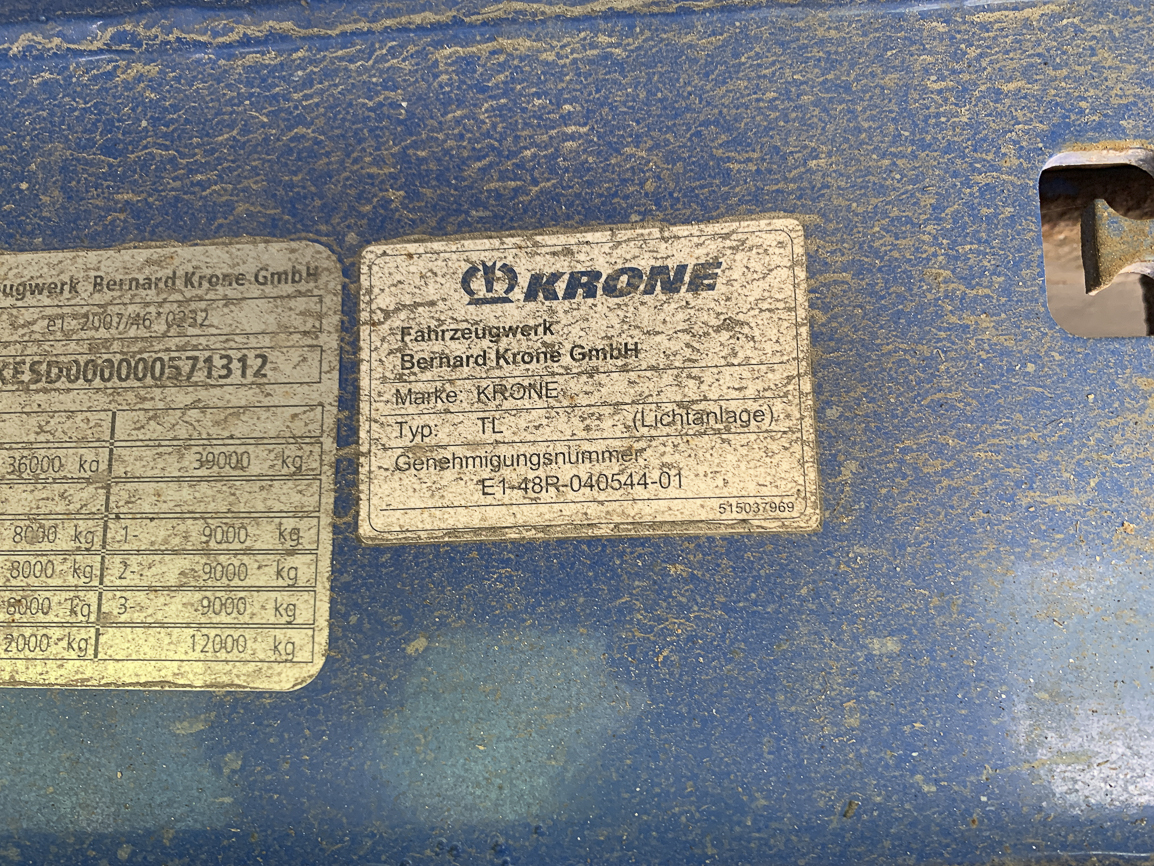 Bernard Krone GmbH
e1*2007/46*0232
KESD000000571312
36000 kg 39000 kg
8000 kg 1- 9000 kg
8000 kg 2- 9000 kg
8000 kg 3- 9000 kg
2000 kg 12000 kg
KRONE
Fahrzeugwerk
Bernard Krone GmbH
Marke: KRONE
Typ: TL (Lichtanlage)
Genehmigungsnummer:
E1-48R-040544-01
515037969